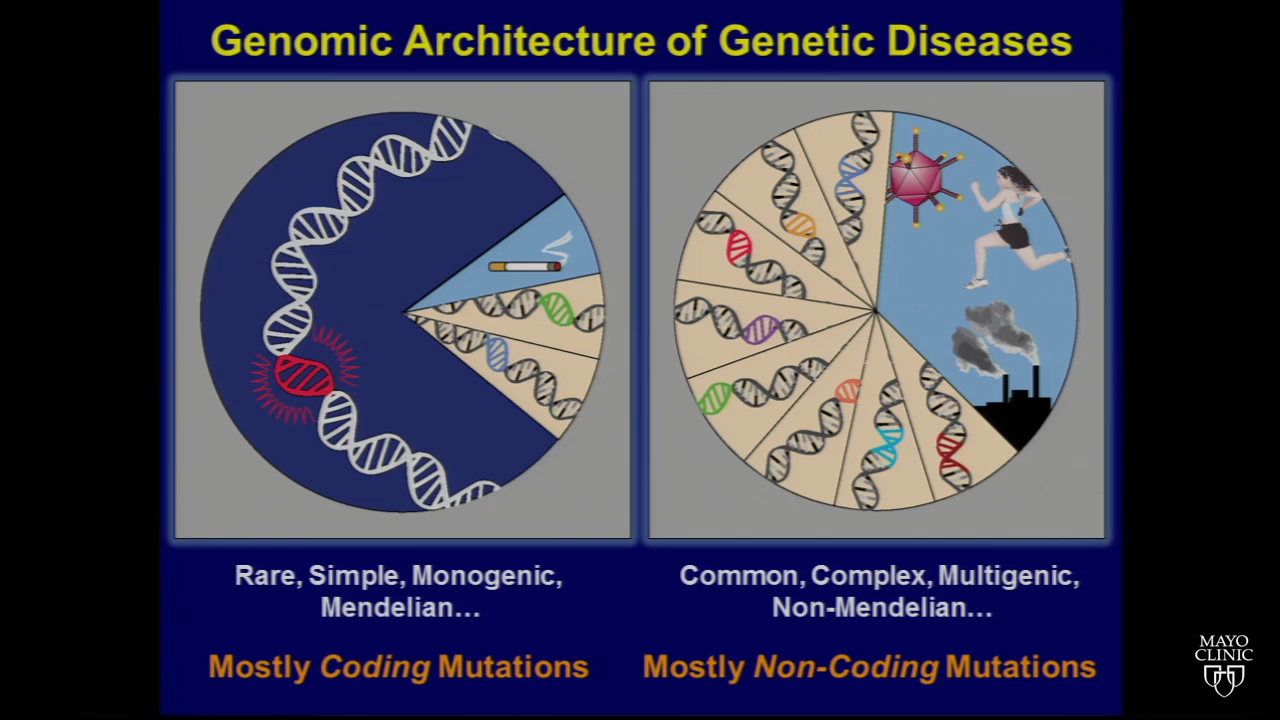 Genomic Architecture of Genetic Diseases
Rare, Simple, Monogenic,
Mendelian…
Mostly Coding Mutations
Common, Complex, Multigenic,
Non-Mendelian…
Mostly Non-Coding Mutations
MAYO
CLINIC